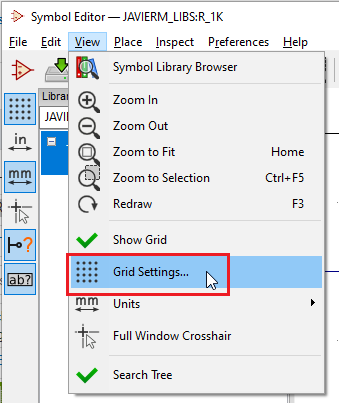 Symbol Editor — JAVIERM_LIBS:R_1K
File Edit View Place Inspect Preferences Help
Symbol Library Browser
Librar
JAVIE
Zoom In
Zoom Out
Zoom to Fit Home
Zoom to Selection Ctrl+F5
Redraw F3
Show Grid
Grid Settings...
mm Units
Full Window Crosshair
Search Tree
in
mm
ab?